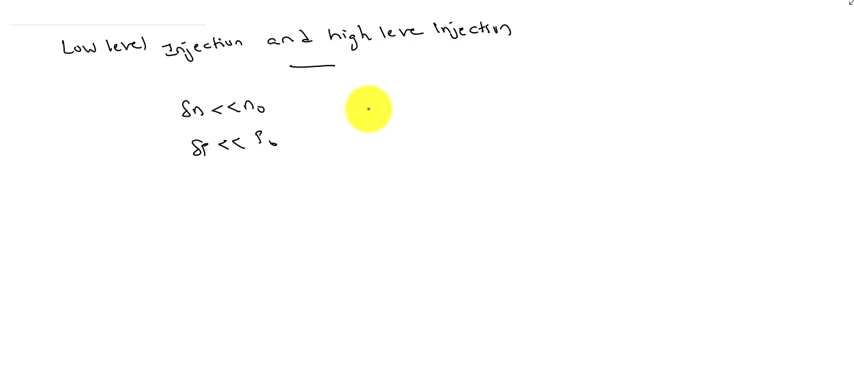 Low level Injection and high leve Injection
δn << n₀
δp << P₀